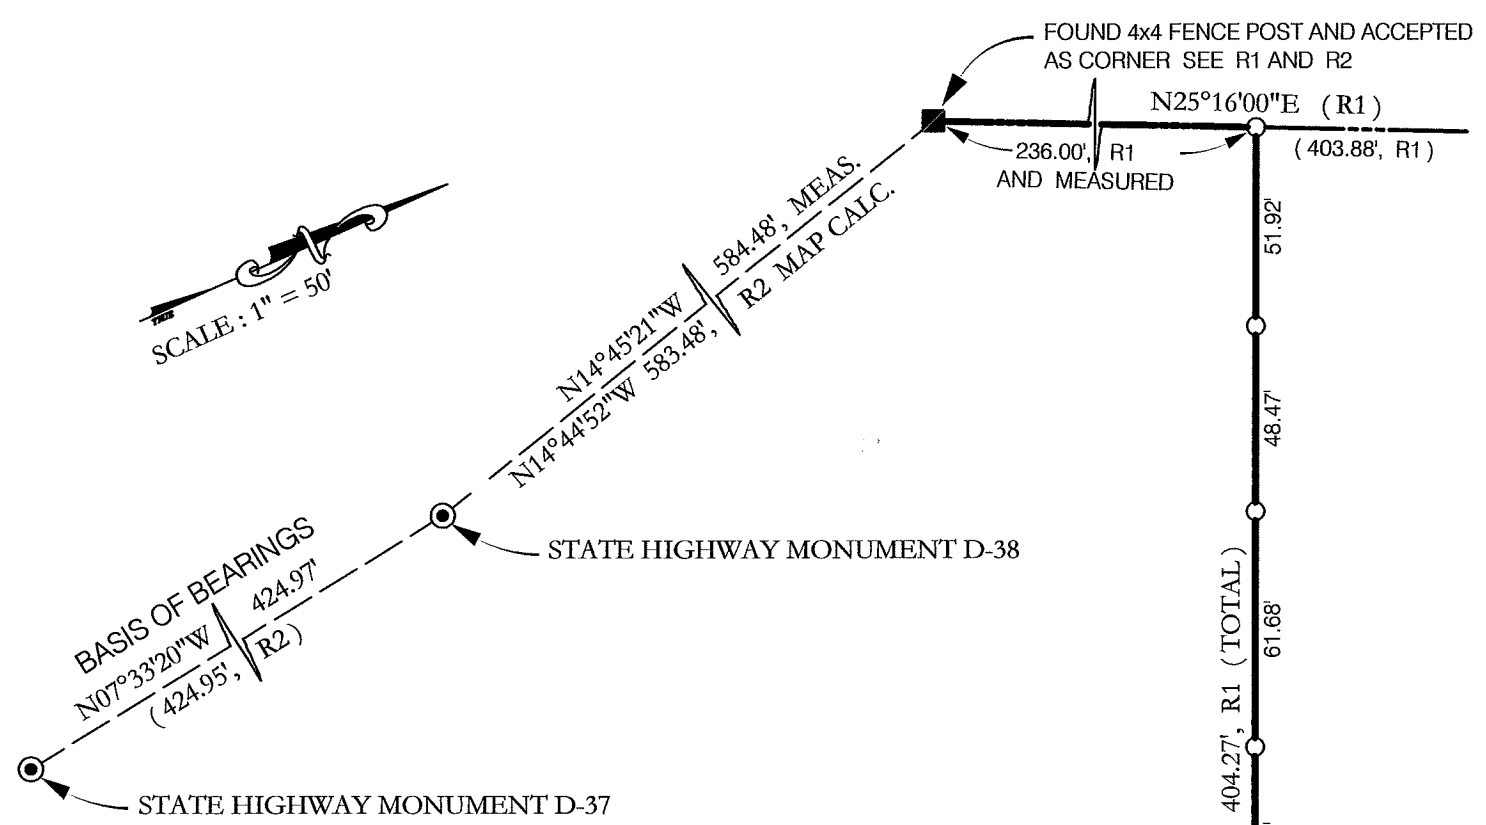 FOUND 4x4 FENCE POST AND ACCEPTED
AS CORNER SEE R1 AND R2
N25°16'00"E (R1)
236.00', R1
AND MEASURED
(403.88', R1)
51.92'
48.47'
61.68'
404.27', R1 (TOTAL)
584.48', MEAS.
R2 MAP CALC.
N14°45'21"W
N14°44'52"W 583.48',
TRUE
SCALE : 1" = 50'
STATE HIGHWAY MONUMENT D-38
BASIS OF BEARINGS
N07°33'20"W 424.97'
(424.95', R2)
STATE HIGHWAY MONUMENT D-37